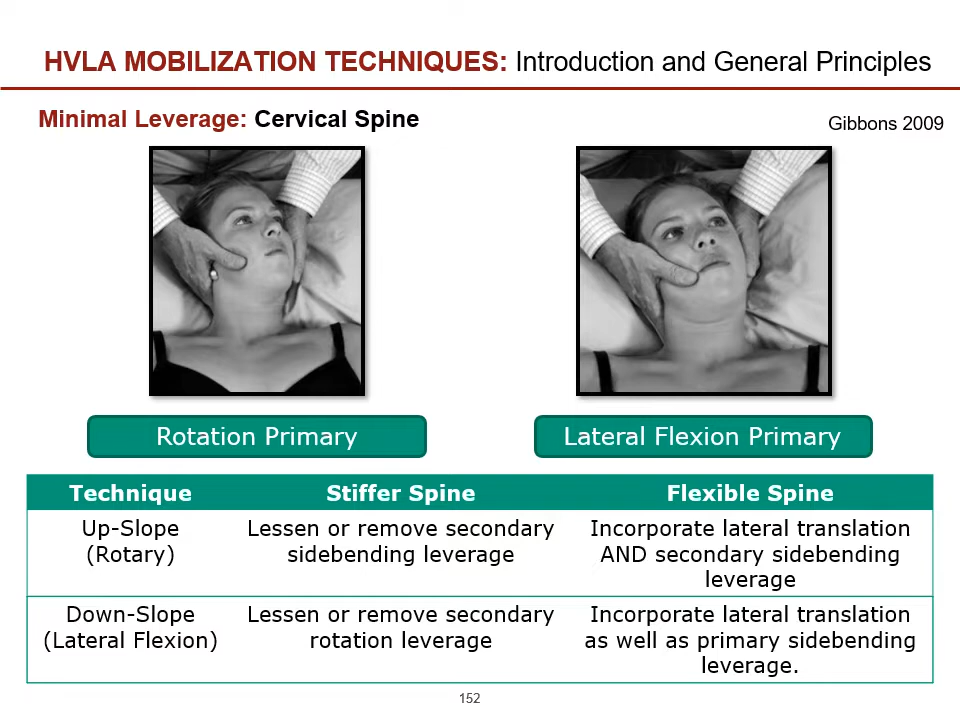 HVLA MOBILIZATION TECHNIQUES: Introduction and General Principles
Minimal Leverage: Cervical Spine
Gibbons 2009
Rotation Primary
Lateral Flexion Primary
Technique
Stiffer Spine
Flexible Spine
Up-Slope
(Rotary)
Lessen or remove secondary
sidebending leverage
Incorporate lateral translation
AND secondary sidebending
leverage
Down-Slope
(Lateral Flexion)
Lessen or remove secondary
rotation leverage
Incorporate lateral translation
as well as primary sidebending
leverage.
152